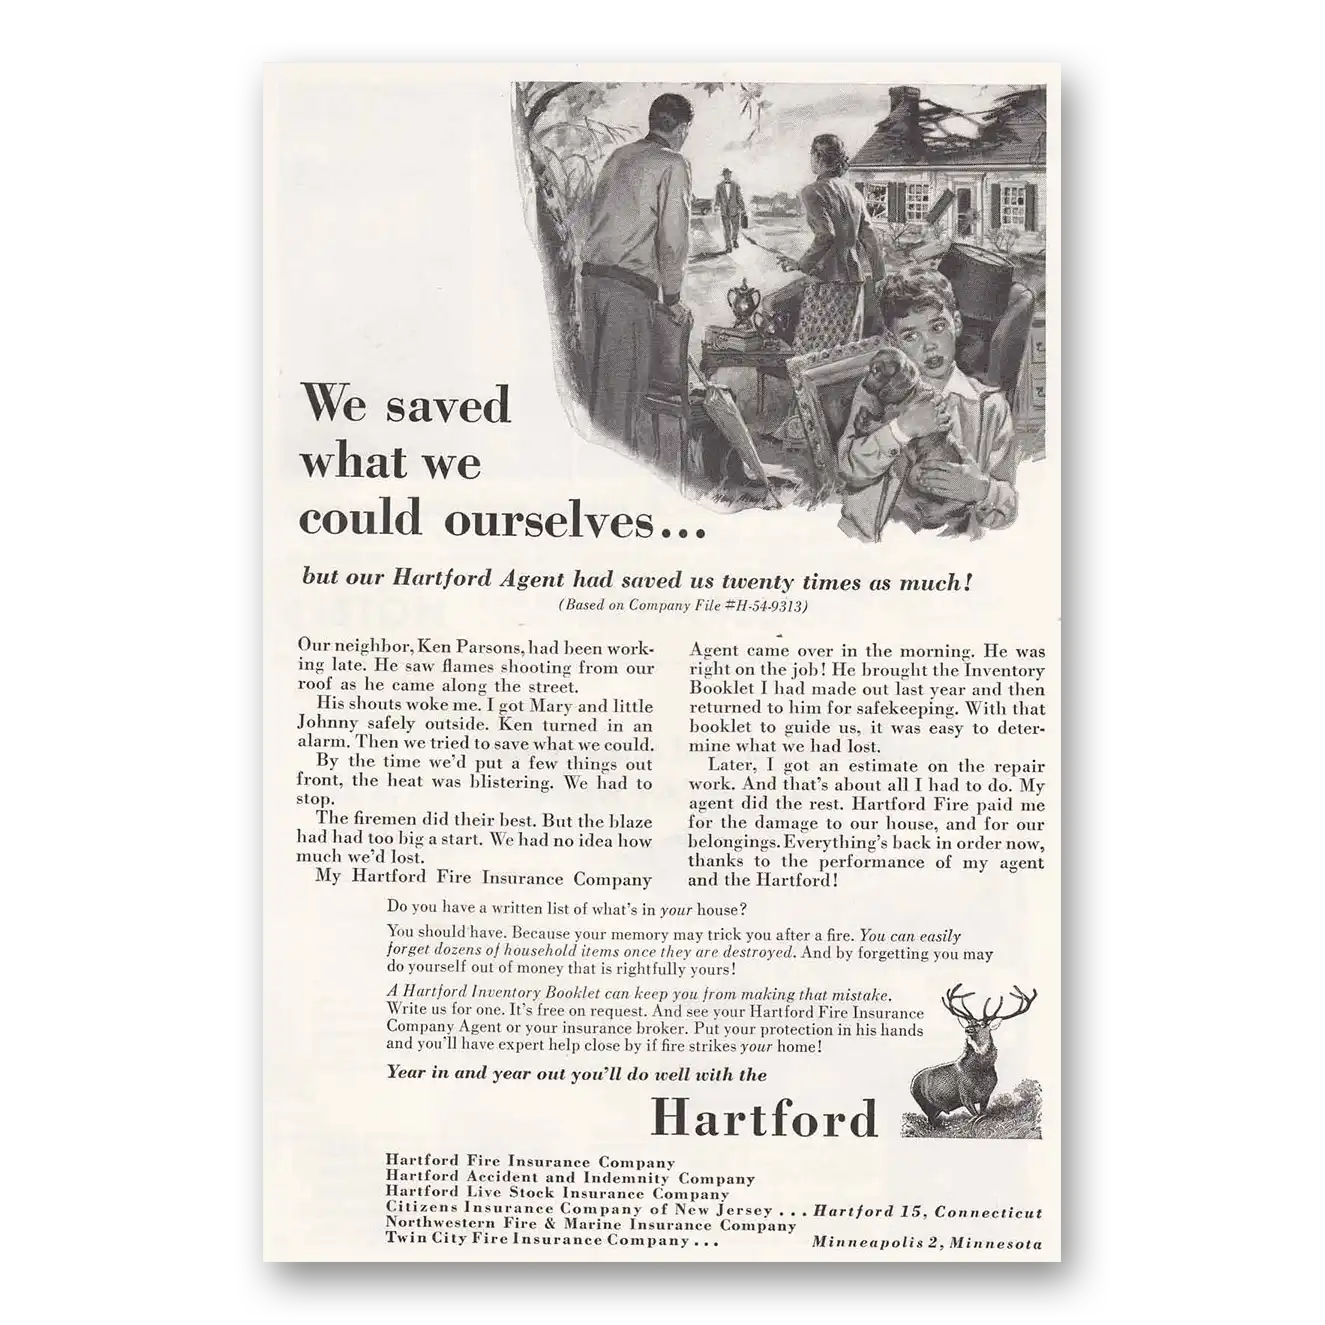 We saved
what we
could ourselves...
but our Hartford Agent had saved us twenty times as much!
(Based on Company File #H-54-9313)
Our neighbor, Ken Parsons, had been work-
ing late. He saw flames shooting from our
roof as he came along the street.
His shouts woke me. I got Mary and little
Johnny safely outside. Ken turned in an
alarm. Then we tried to save what we could.
By the time we'd put a few things out
front, the heat was blistering. We had to
stop.
The firemen did their best. But the blaze
had had too big a start. We had no idea how
much we'd lost.
My Hartford Fire Insurance Company
Agent came over in the morning. He was
right on the job! He brought the Inventory
Booklet I had made out last year and then
returned to him for safekeeping. With that
booklet to guide us, it was easy to deter-
mine what we had lost.
Later, I got an estimate on the repair
work. And that's about all I had to do. My
agent did the rest. Hartford Fire paid me
for the damage to our house, and for our
belongings. Everything's back in order now,
thanks to the performance of my agent
and the Hartford!
Do you have a written list of what's in your house?
You should have. Because your memory may trick you after a fire. You can easily
forget dozens of household items once they are destroyed. And by forgetting you may
do yourself out of money that is rightfully yours!
A Hartford Inventory Booklet can keep you from making that mistake.
Write us for one. It's free on request. And see your Hartford Fire Insurance
Company Agent or your insurance broker. Put your protection in his hands
and you'll have expert help close by if fire strikes your home!
Year in and year out you'll do well with the
Hartford
Hartford Fire Insurance Company
Hartford Accident and Indemnity Company
Hartford Live Stock Insurance Company
Citizens Insurance Company of New Jersey . . . Hartford 15, Connecticut
Northwestern Fire & Marine Insurance Company
Twin City Fire Insurance Company . . . Minneapolis 2, Minnesota